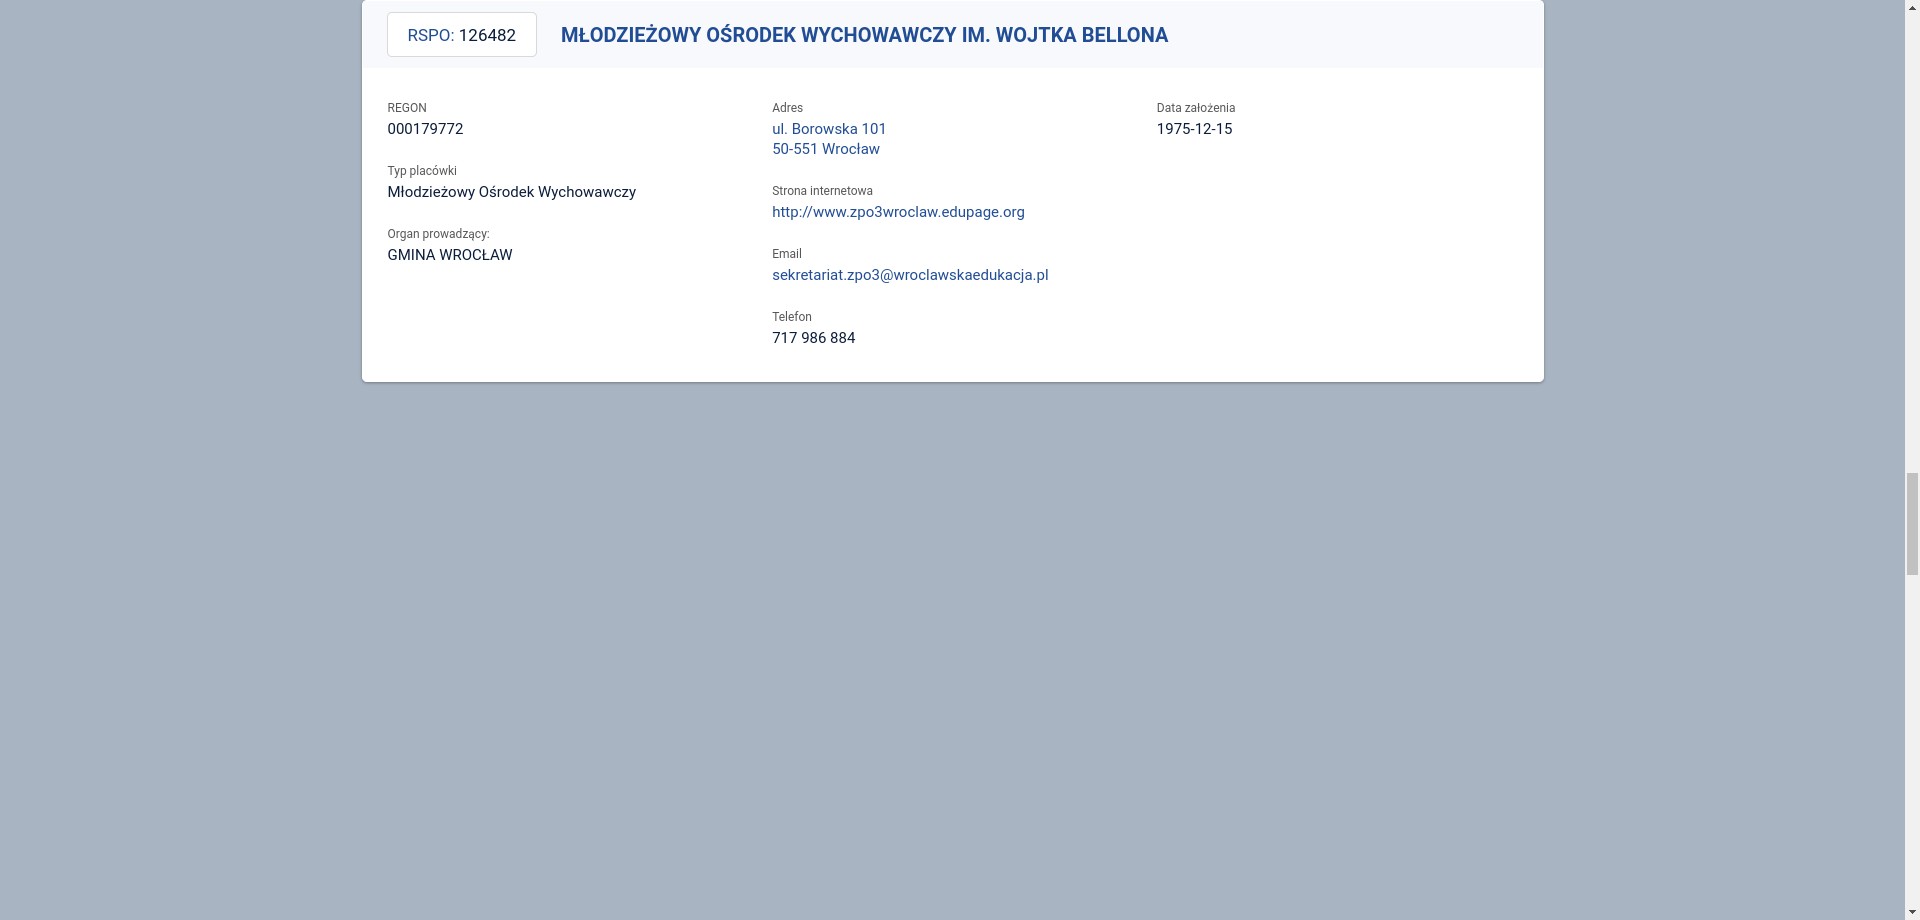 RSPO: 126482
MŁODZIEŻOWY OŚRODEK WYCHOWAWCZY IM. WOJTKA BELLONA
REGON
000179772
Typ placówki
Młodzieżowy Ośrodek Wychowawczy
Organ prowadzący:
GMINA WROCŁAW
Adres
ul. Borowska 101
50-551 Wrocław
Strona internetowa
http://www.zpo3wroclaw.edupage.org
Email
sekretariat.zpo3@wroclawskaedukacja.pl
Telefon
717 986 884
Data założenia
1975-12-15